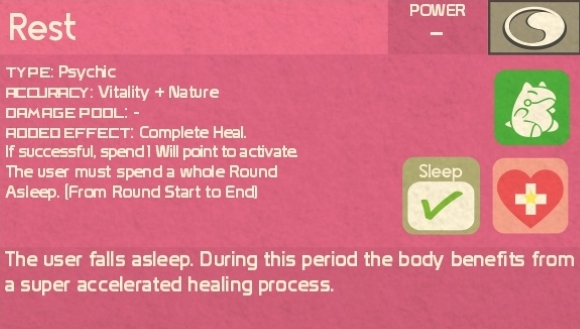 Rest
POWER
–
TYPE: Psychic
ACCURACY: Vitality + Nature
DAMAGE POOL: -
ADDED EFFECT: Complete Heal.
If successful, spend 1 Will point to activate.
The user must spend a whole Round
Asleep. (From Round Start to End)
Sleep
The user falls asleep. During this period the body benefits from
a super accelerated healing process.